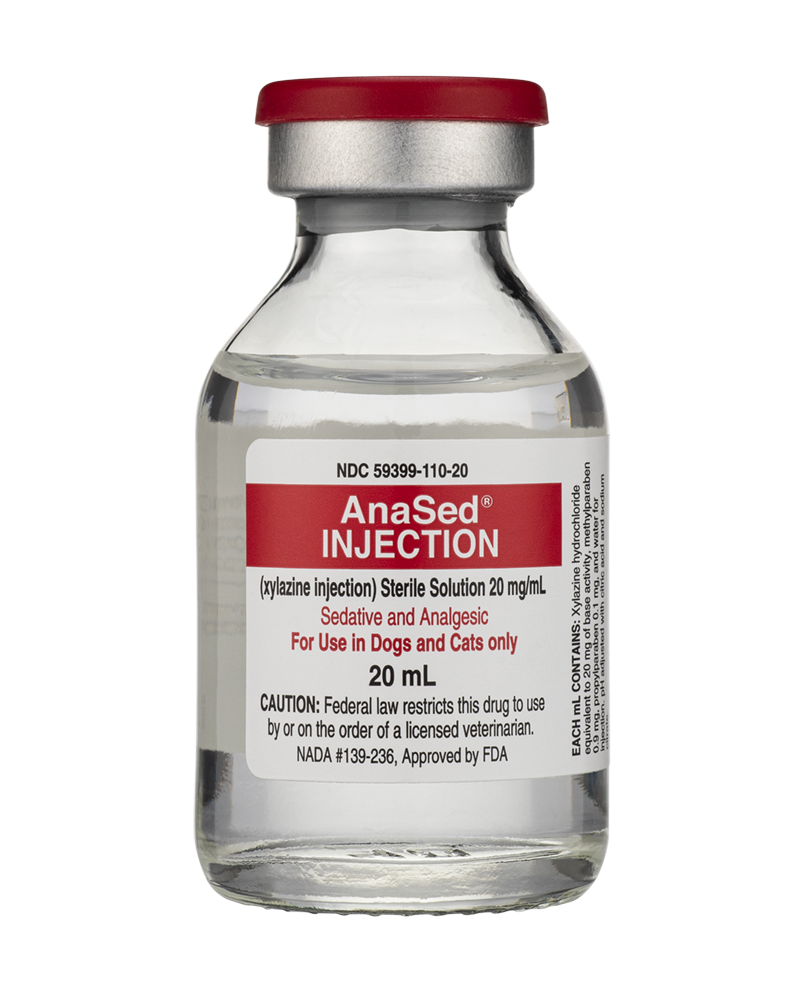 NDC 59399-110-20
AnaSed®
INJECTION
(xylazine injection) Sterile Solution 20 mg/mL
Sedative and Analgesic
For Use in Dogs and Cats only
20 mL
CAUTION: Federal law restricts this drug to use
by or on the order of a licensed veterinarian.
NADA #139-236, Approved by FDA
EACH mL CONTAINS: Xylazine hydrochloride
equivalent to 20 mg of base activity, methylparaben
0.9 mg, propylparaben 0.1 mg, and water for
injection, pH adjusted with citric acid and sodium